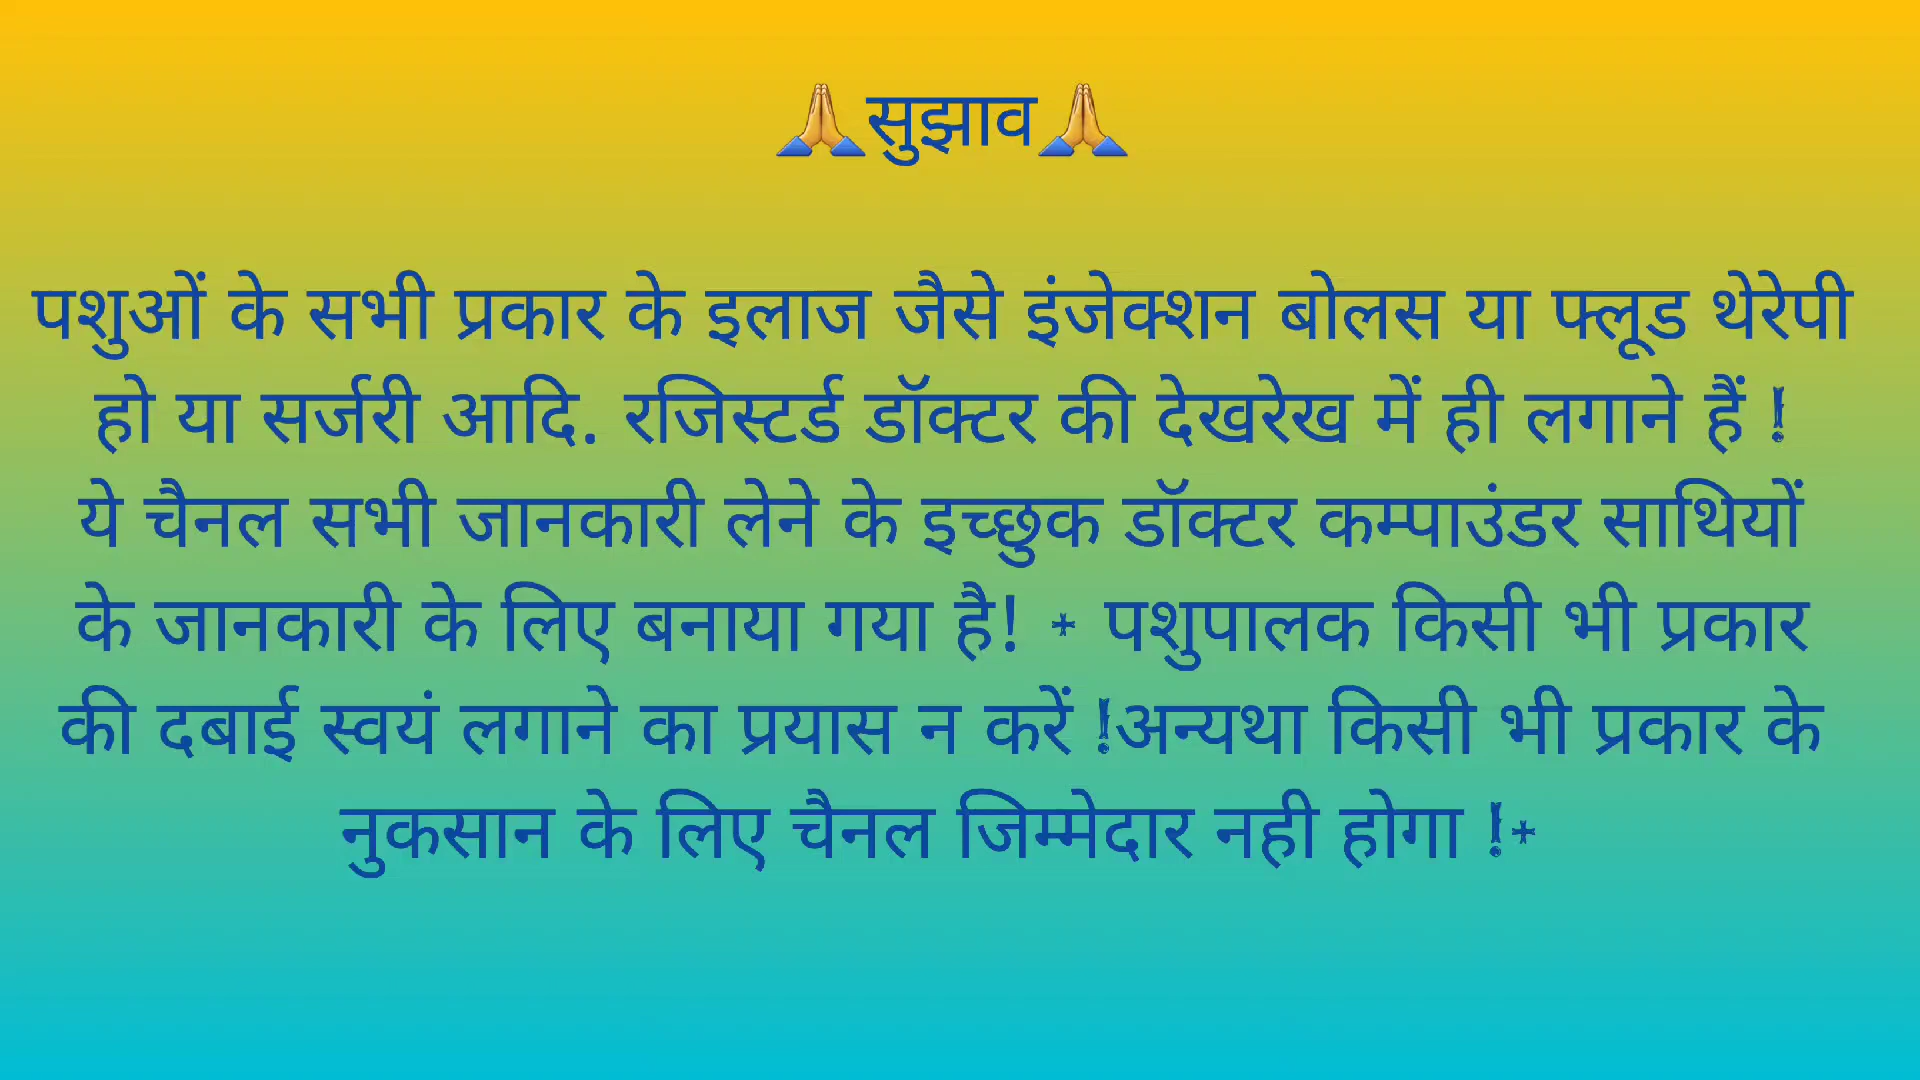 🙏सुझाव🙏
पशुओं के सभी प्रकार के इलाज जैसे इंजेक्शन बोलस या फ्लूड थेरेपी
हो या सर्जरी आदि. रजिस्टर्ड डॉक्टर की देखरेख में ही लगाने हैं !
ये चैनल सभी जानकारी लेने के इच्छुक डॉक्टर कम्पाउंडर साथियों
के जानकारी के लिए बनाया गया है! * पशुपालक किसी भी प्रकार
की दबाई स्वयं लगाने का प्रयास न करें !अन्यथा किसी भी प्रकार के
नुकसान के लिए चैनल जिम्मेदार नही होगा !*